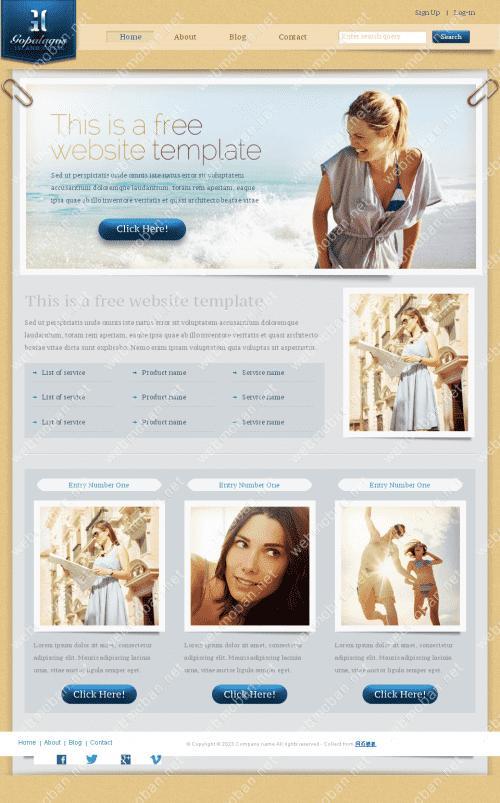 Sign Up | Log-in
GI
Gopalagos
ISLAND
Home About Blog Contact Enter search query Search
This is a free
website template
Sed ut perspiciatis unde omnis iste natus error sit voluptatem
accusantium doloremque laudantium, totam rem aperiam, eaque
ipsa quae ab illo inventore veritatis et quasi architecto beatae vitae
Click Here!
This is a free website template
Sed ut perspiciatis unde omnis iste natus error sit voluptatem accusantium doloremque
laudantium, totam rem aperiam, eaque ipsa quae ab illo inventore veritatis et quasi architecto
beatae vitae dicta sunt explicabo. Nemo enim ipsam voluptatem quia voluptas sit aspernatur.
List of service Product name Service name
List of service Product name Service name
List of service Product name Service name
Entry Number One Entry Number One Entry Number One
Lorem ipsum dolor sit amet, consectetur
adipiscing elit. Mauris adipiscing lacinia
urna, vitae auctor ligula semper eget.
Click Here!
Lorem ipsum dolor sit amet, consectetur
adipiscing elit. Mauris adipiscing lacinia
urna, vitae auctor ligula semper eget.
Click Here!
Lorem ipsum dolor sit amet, consectetur
adipiscing elit. Mauris adipiscing lacinia
urna, vitae auctor ligula semper eget.
Click Here!
Home | About | Blog | Contact
Copyright © 2023.Company name All rights reserved - Collect from
webmoban.net